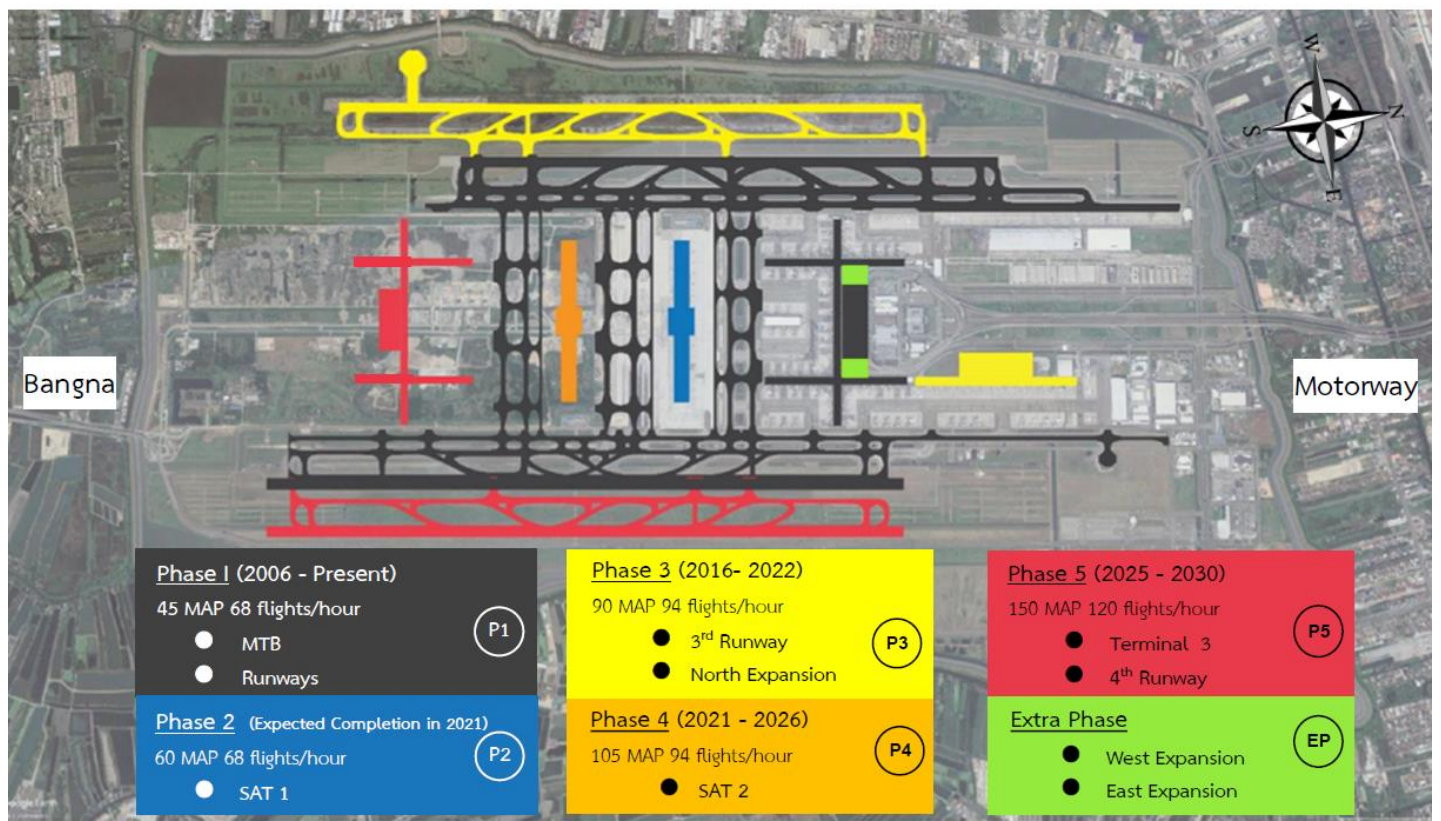 W
N
S
E
Bangna
Motorway
Phase I (2006 - Present)
45 MAP 68 flights/hour
MTB
Runways
P1
Phase 2 (Expected Completion in 2021)
60 MAP 68 flights/hour
SAT 1
P2
Phase 3 (2016- 2022)
90 MAP 94 flights/hour
3rd Runway
North Expansion
P3
Phase 4 (2021 - 2026)
105 MAP 94 flights/hour
SAT 2
P4
Phase 5 (2025 - 2030)
150 MAP 120 flights/hour
Terminal 3
4th Runway
P5
Extra Phase
West Expansion
East Expansion
EP